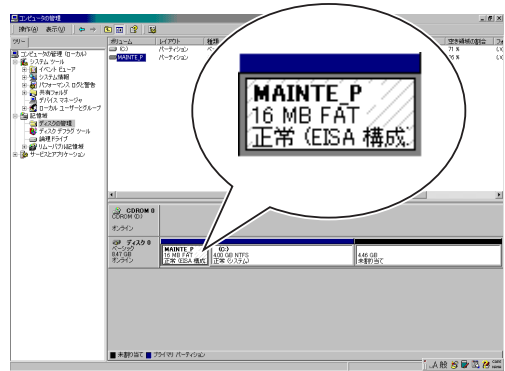 コンピュータの管理
操作(A) 表示(V)
ツリー
コンピュータの管理 (ローカル)
システム ツール
イベント ビューア
システム情報
パフォーマンス ログと警告
共有フォルダ
デバイス マネージャ
ローカル ユーザーとグループ
記憶域
ディスクの管理
ディスク デフラグ ツール
論理ドライブ
リムーバブル記憶域
サービスとアプリケーション
ボリューム レイアウト 種類 空き領域の割合
(C:) パーティション 71 %
MAINTE_P パーティション
MAINTE_P
16 MB FAT
正常 (EISA 構成
CDROM 0
CDROM (D:)
オンライン
ディスク 0
ベーシック
8.47 GB
オンライン
MAINTE_P
16 MB FAT
正常 (EISA 構成
(C:)
4.00 GB NTFS
正常 (システム)
4.46 GB
未割り当て
未割り当て プライマリ パーティション
A 般